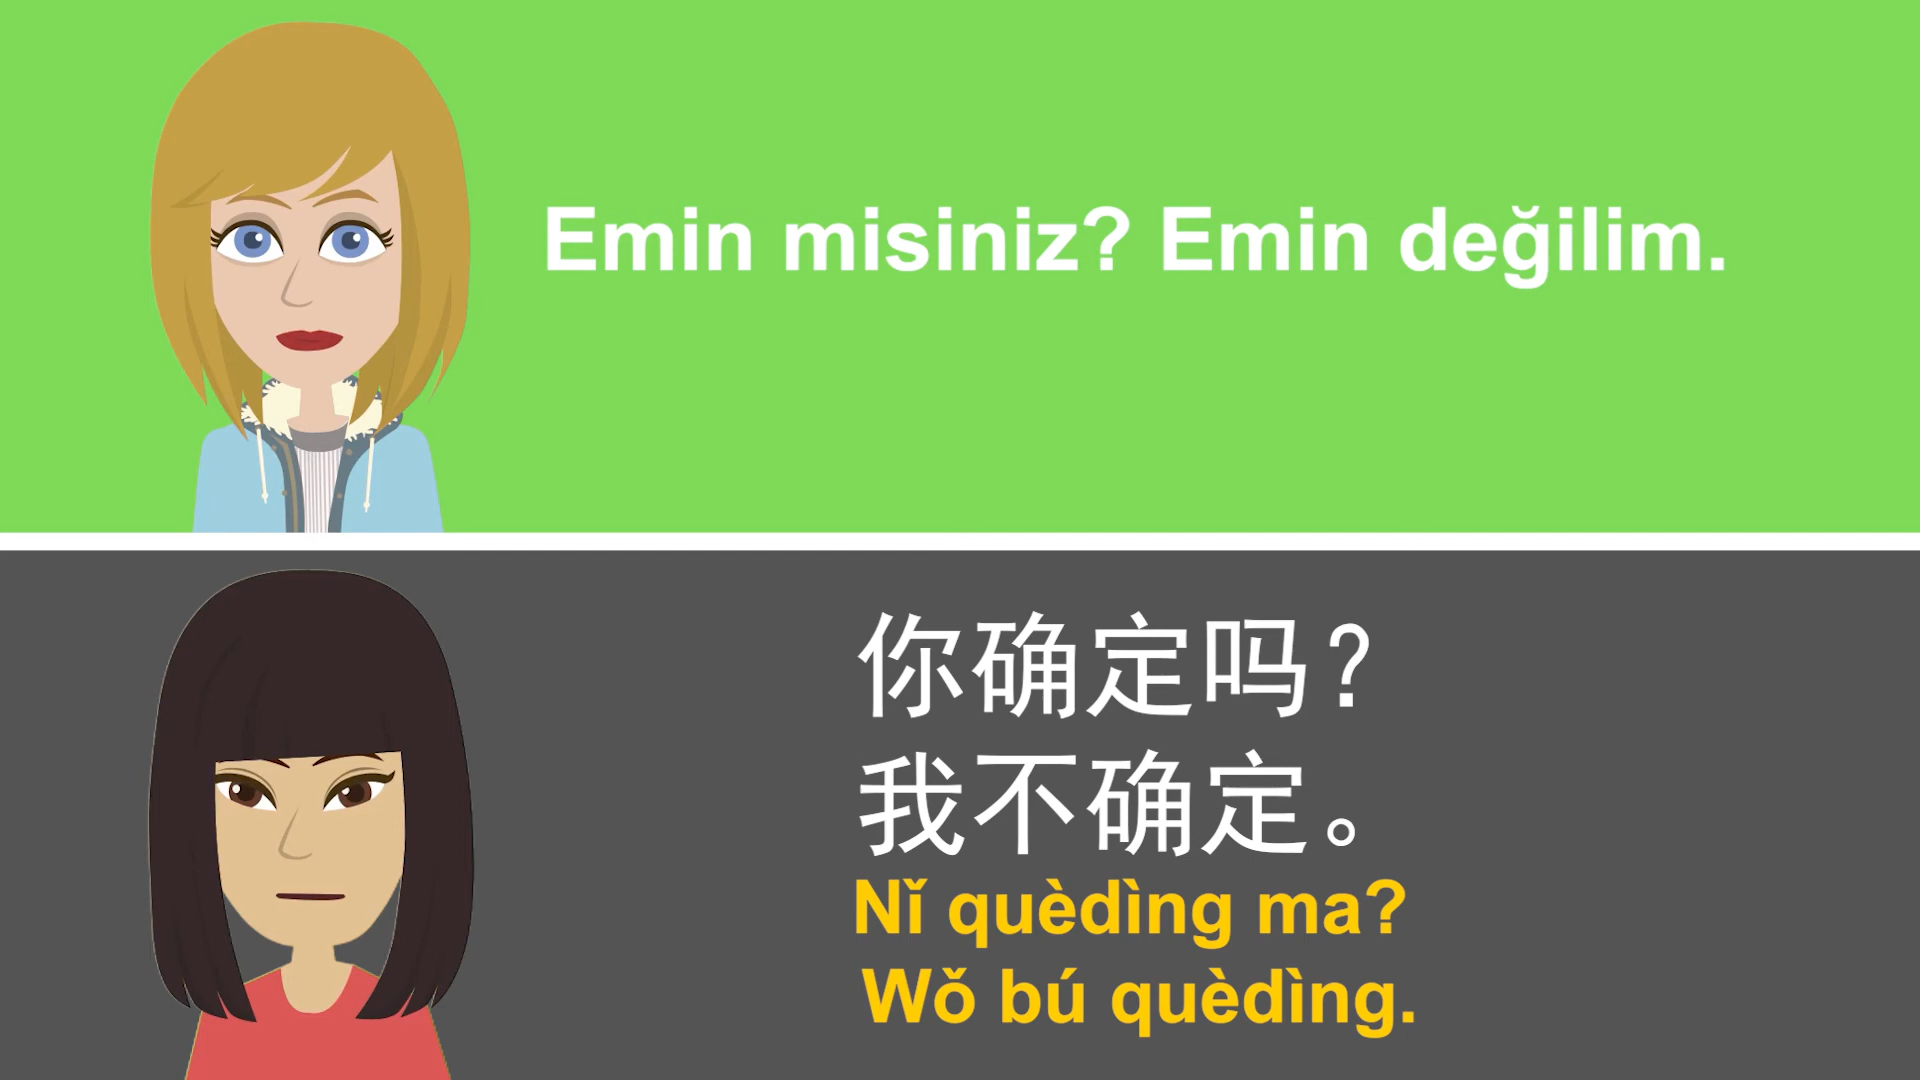 Emin misiniz? Emin değilim.
你确定吗？
我不确定。
Nǐ quèdìng ma?
Wǒ bú quèdìng.